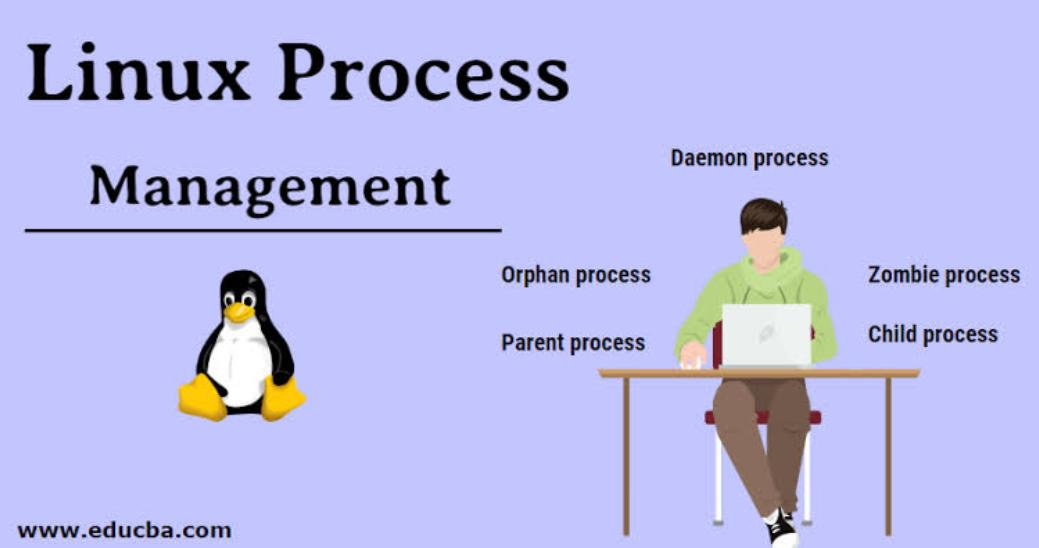 Linux Process
Management
Daemon process
Orphan process
Zombie process
Parent process
Child process
www.educba.com